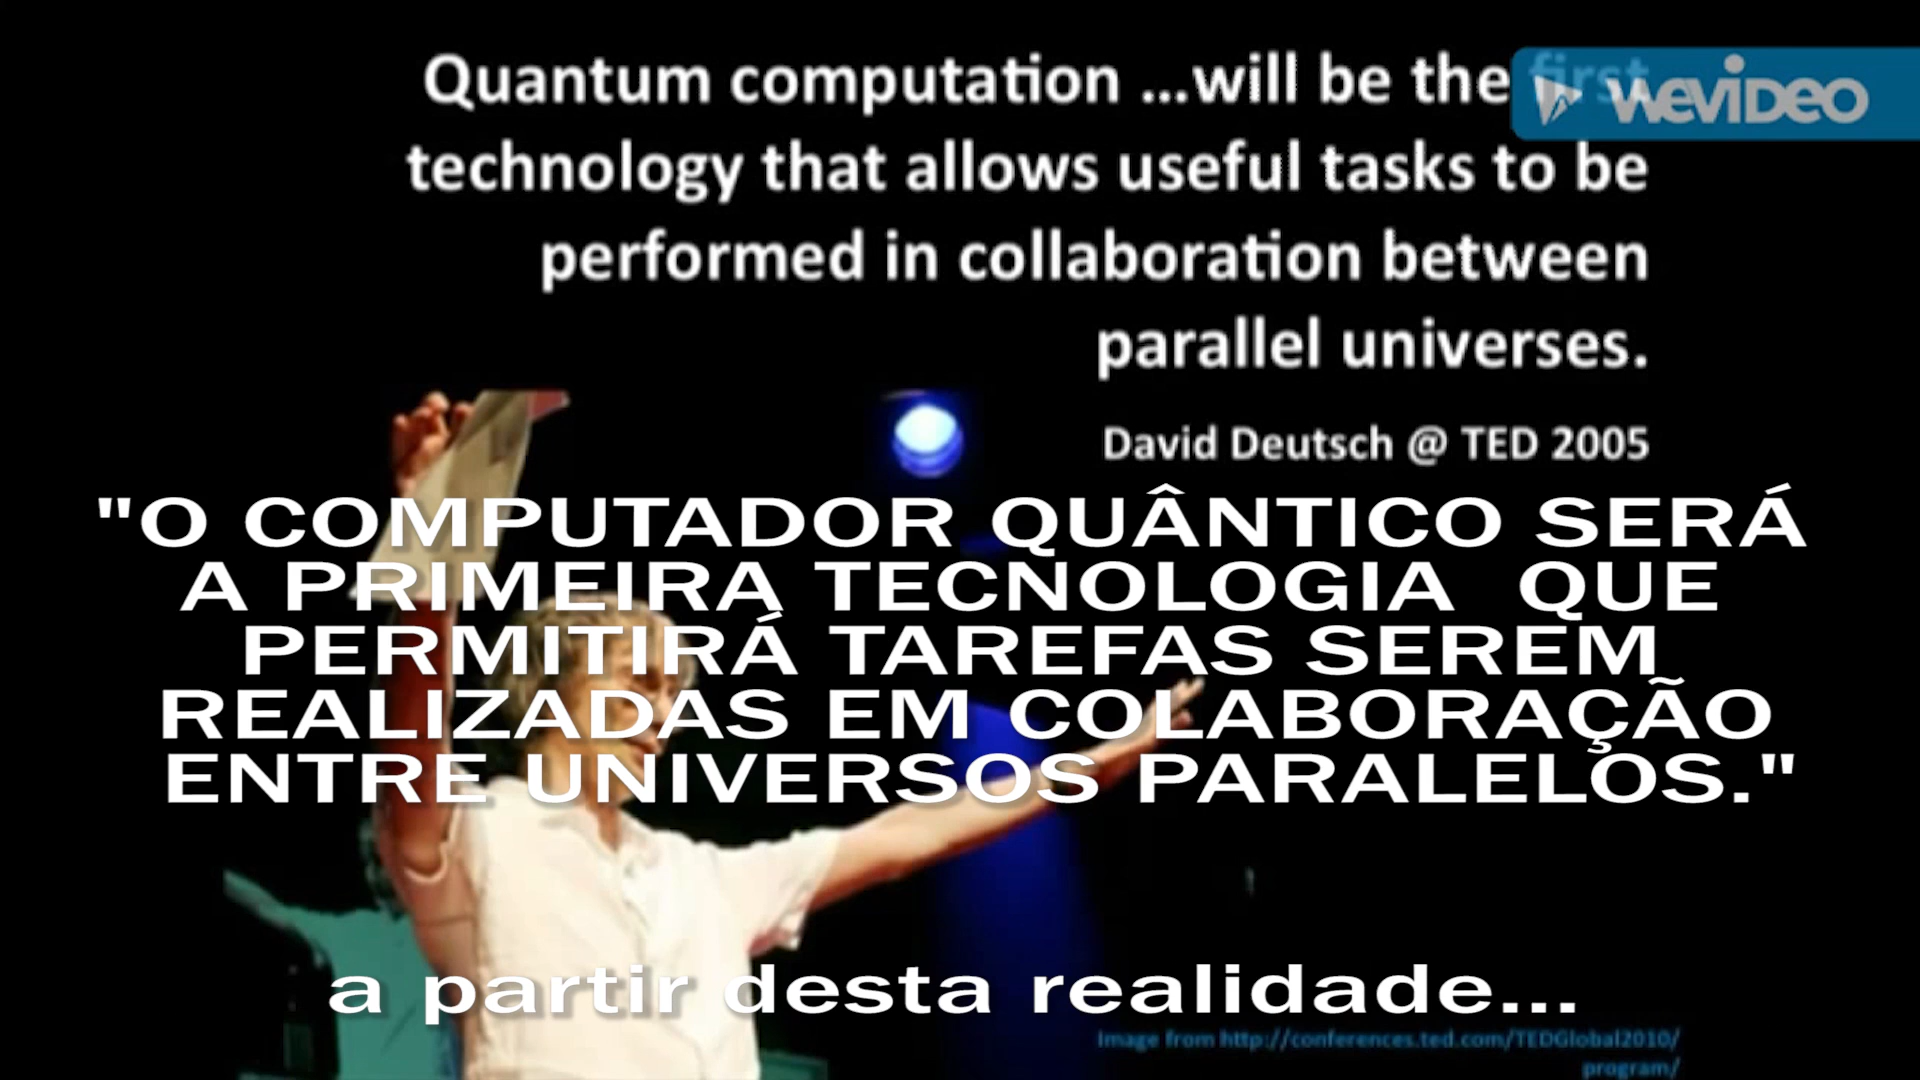 Quantum computation ...will be the first
WEVIDEO
technology that allows useful tasks to be
performed in collaboration between
parallel universes.
David Deutsch @ TED 2005
"O COMPUTADOR QUÂNTICO SERÁ
A PRIMEIRA TECNOLOGIA QUE
PERMITIRÁ TAREFAS SEREM
REALIZADAS EM COLABORAÇÃO
ENTRE UNIVERSOS PARALELOS."
a partir desta realidade...
Image from http://conferences.ted.com/TEDGlobal2010/
program/